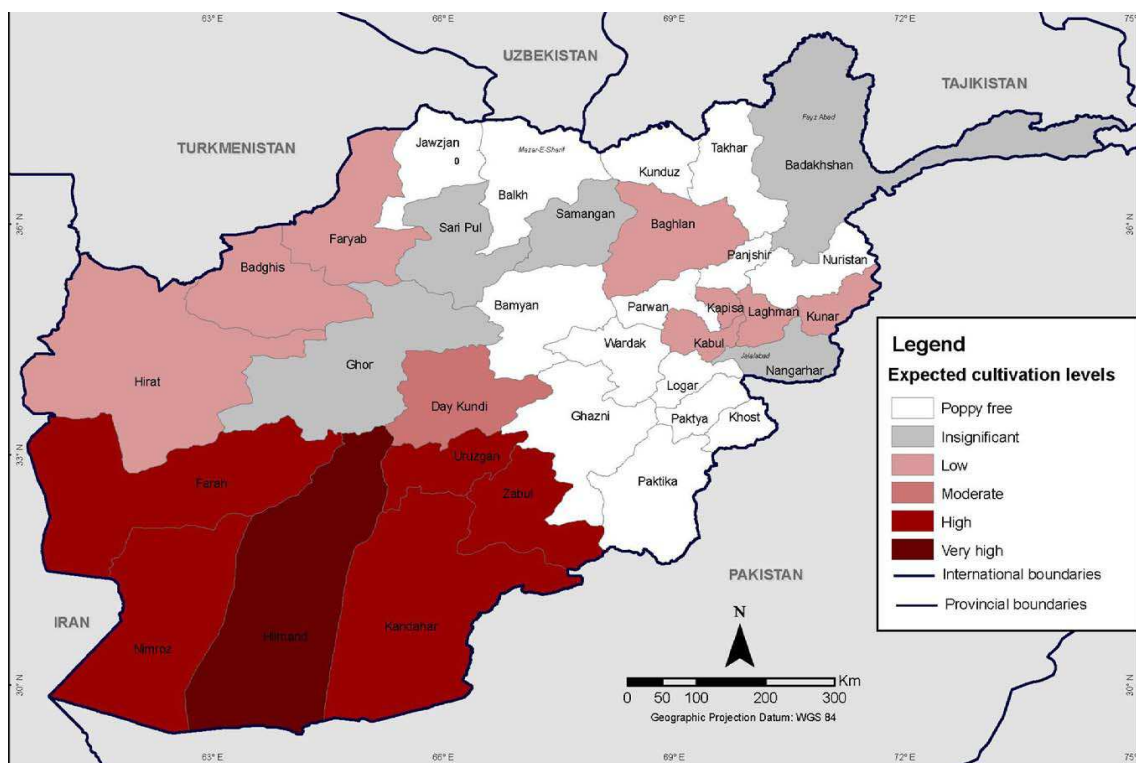 63° E
66° E
69° E
72° E
75°
UZBEKISTAN
TAJIKISTAN
TURKMENISTAN
Fayz Abad
Jawzjan
0
Mazar-E-Sharif
Takhar
Kunduz
Badakhshan
Balkh
36° N
36° N
Samangan
Sari Pul
Baghlan
Faryab
Panjshir
Nuristan
Badghis
Bamyan
Parwan
Kapisa
Laghman
Kunar
Wardak
Kabul
Jalalabad
Nangarhar
Ghor
Hirat
Logar
Day Kundi
Ghazni
Paktya
Khost
33° N
33° N
Uruzgan
Farah
Zabul
Paktika
PAKISTAN
IRAN
Nimroz
Hilmand
Kandahar
30° N
30° N
Legend
Expected cultivation levels
Poppy free
Insignificant
Low
Moderate
High
Very high
International boundaries
Provincial boundaries
N
Km
0 50 100 200 300
Geographic Projection Datum: WGS 84
63° E
66° E
69° E
72° E
75°